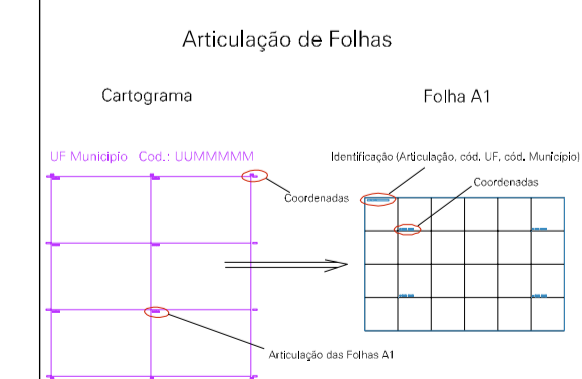 Articulação de Folhas
Cartograma
Folha A1
UF Municipio Cod.: UUMMMMM
Identificação (Articulação, cód. UF, cód. Município)
Coordenadas
Coordenadas
Articulação das Folhas A1